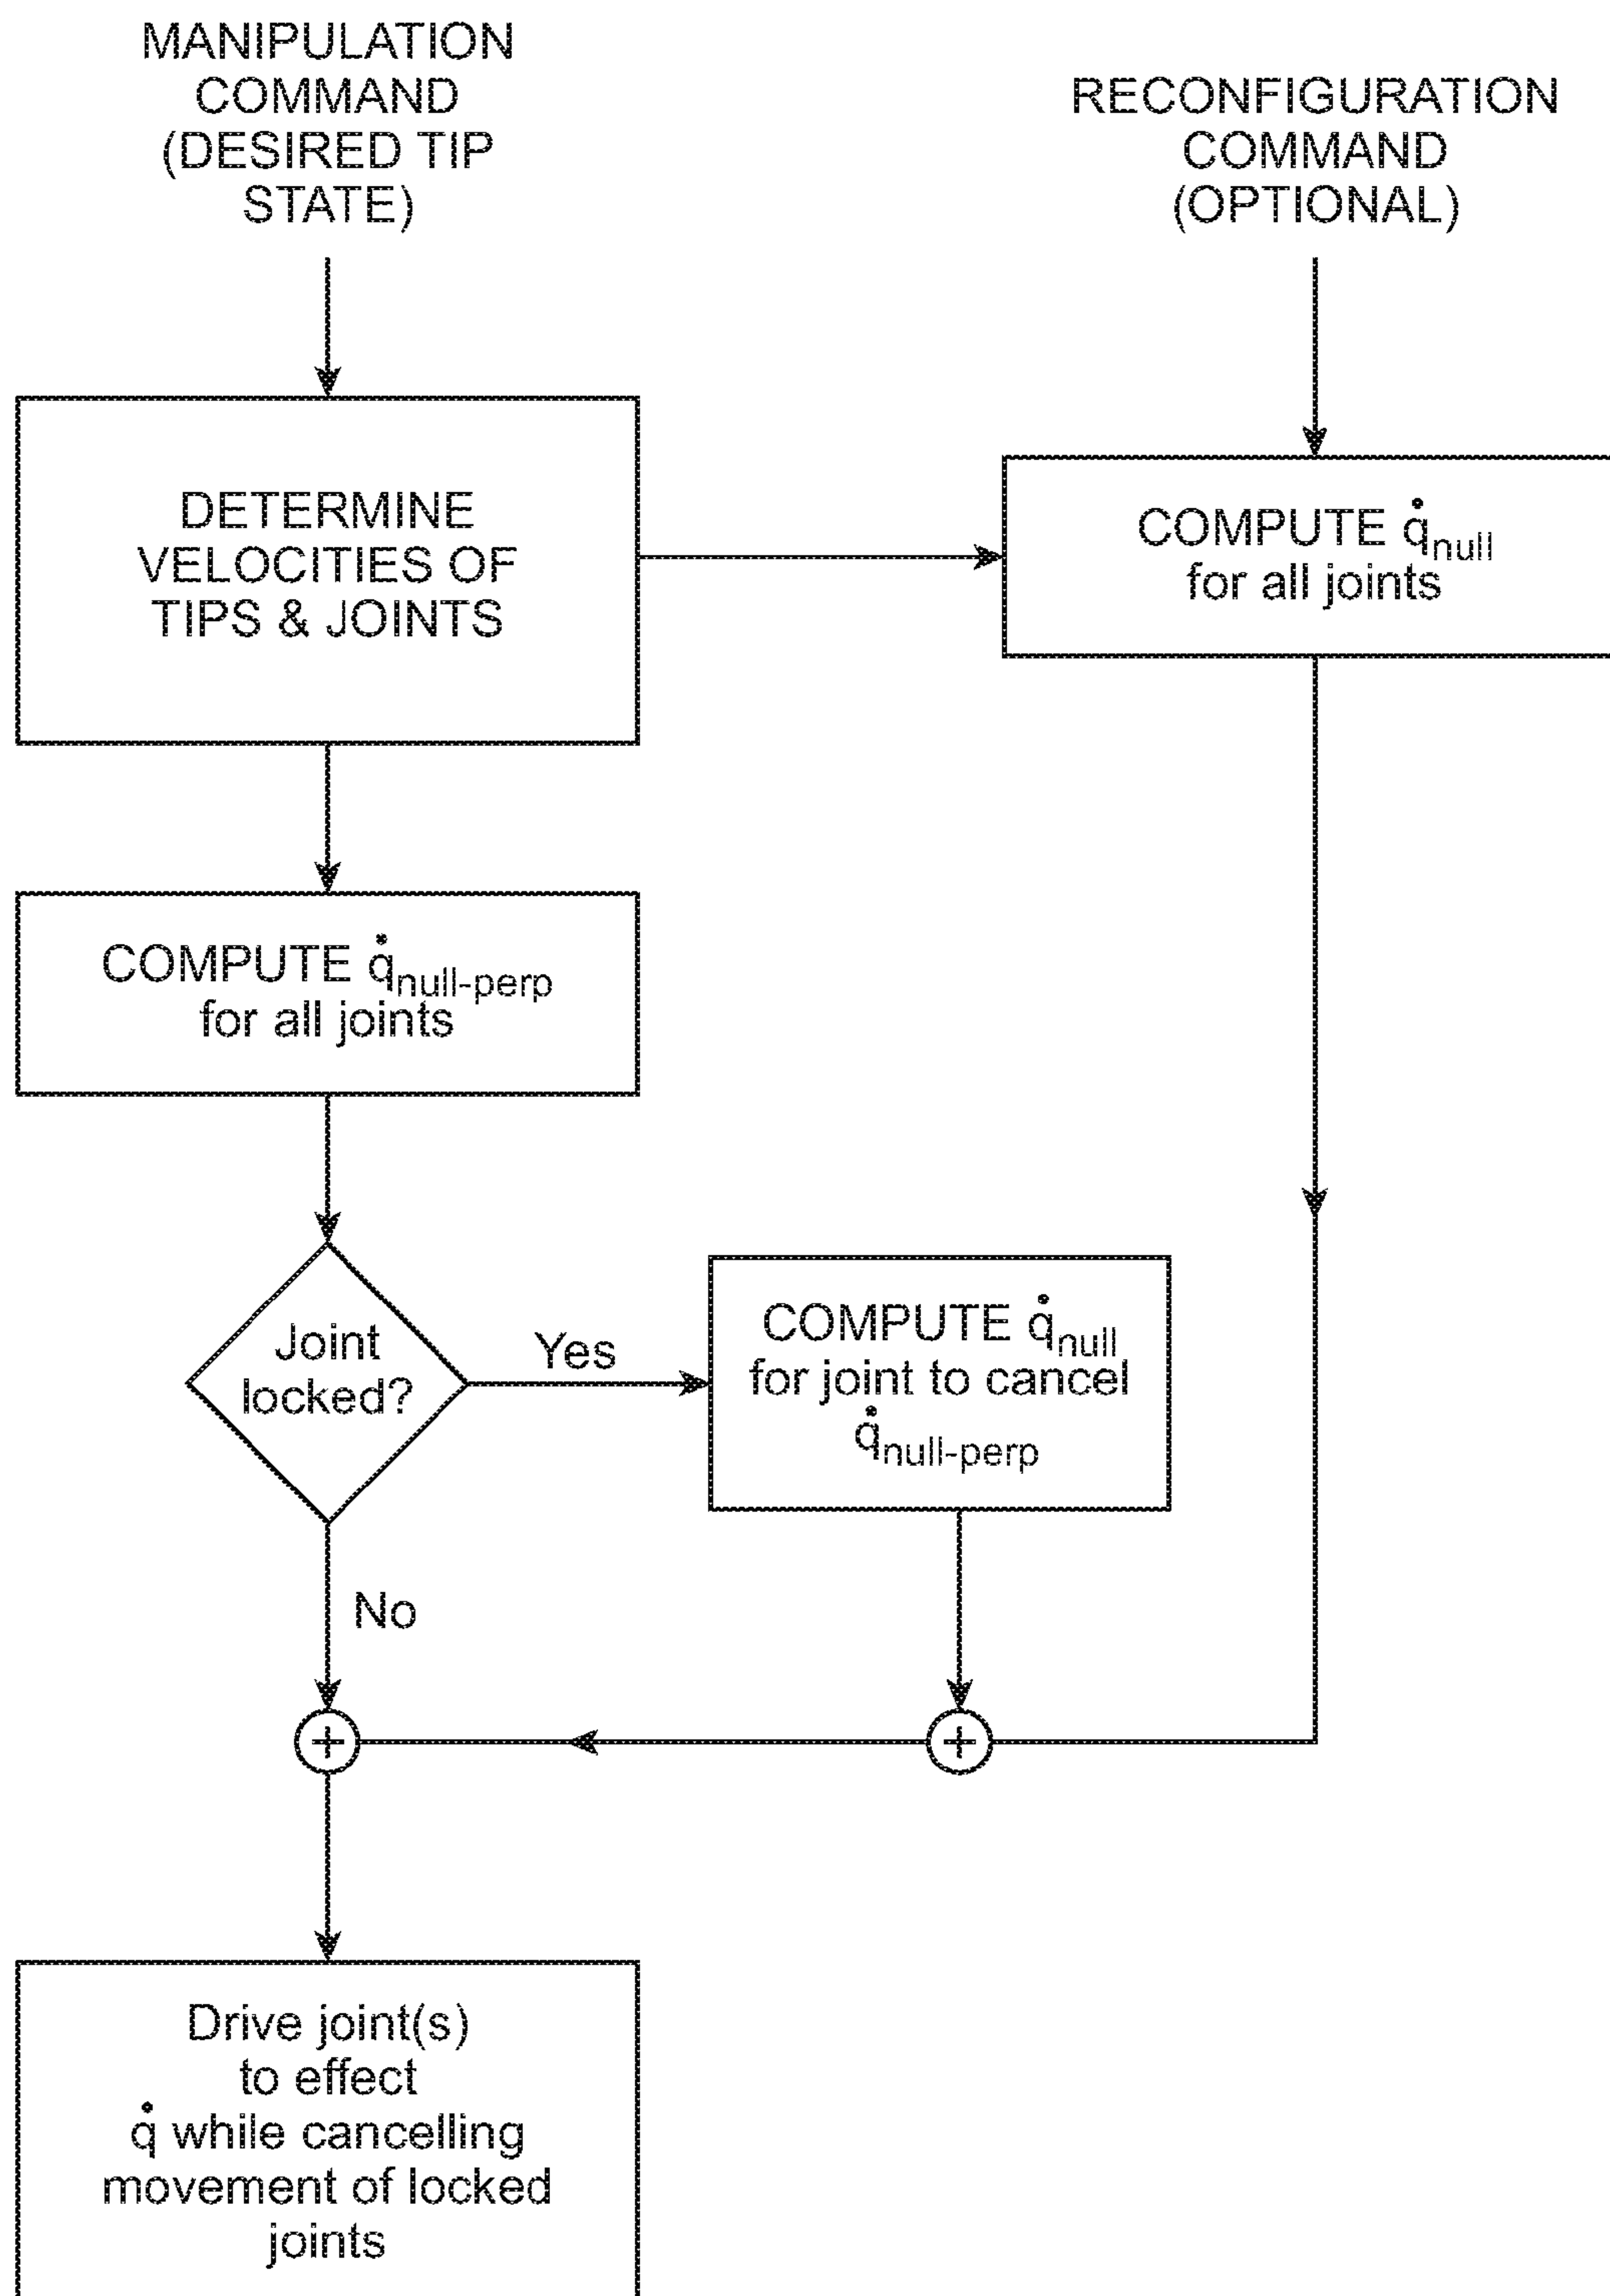 MANIPULATION
COMMAND
(DESIRED TIP
STATE)
RECONFIGURATION
COMMAND
(OPTIONAL)
DETERMINE
VELOCITIES OF
TIPS & JOINTS
COMPUTE q̇null
for all joints
COMPUTE q̇null-perp
for all joints
Joint
locked?
Yes
COMPUTE q̇null
for joint to cancel
q̇null-perp
No
+
+
Drive joint(s)
to effect
q̇ while cancelling
movement of locked
joints